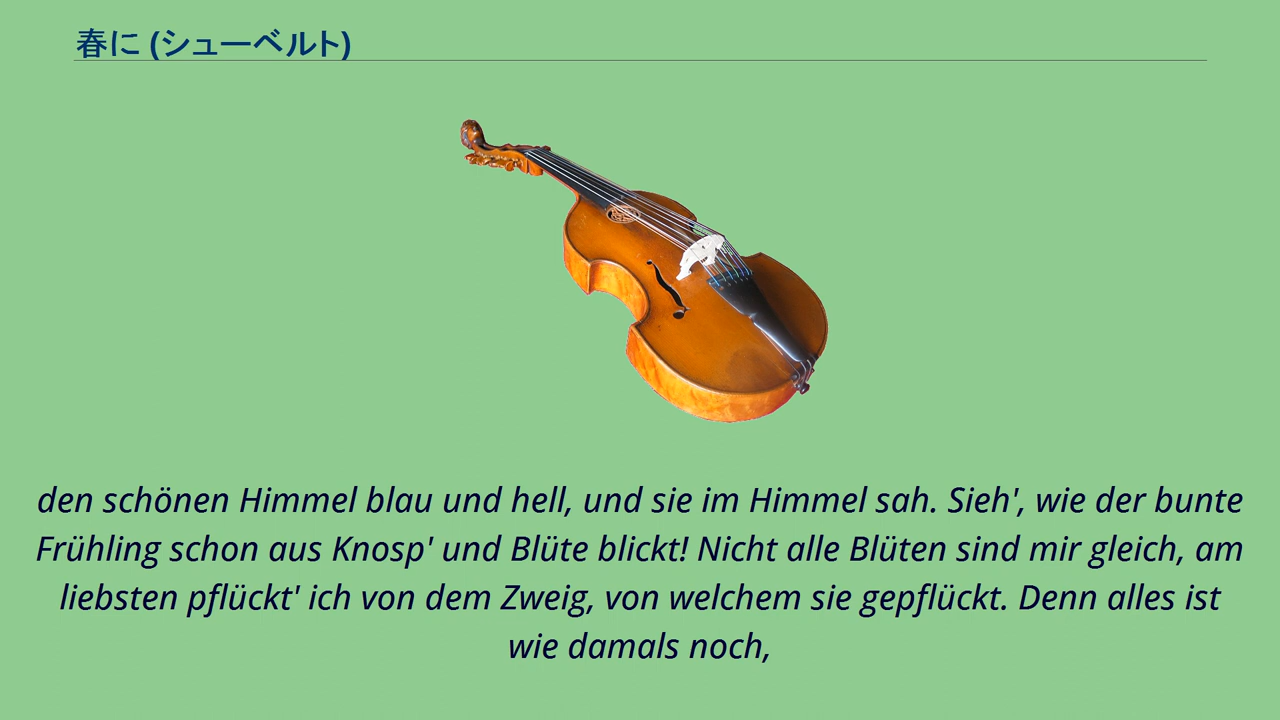 春に (シューベルト)
den schönen Himmel blau und hell, und sie im Himmel sah. Sieh', wie der bunte
Frühling schon aus Knosp' und Blüte blickt! Nicht alle Blüten sind mir gleich, am
liebsten pflückt' ich von dem Zweig, von welchem sie gepflückt. Denn alles ist
wie damals noch,